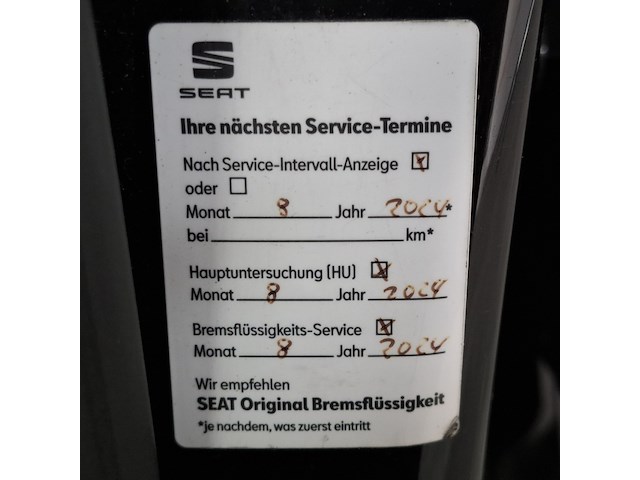 SEAT
Ihre nächsten Service-Termine
Nach Service-Intervall-Anzeige ☒
oder ☐
Monat 8 Jahr 2024*
bei km*
Hauptuntersuchung (HU) ☒
Monat 8 Jahr 2024
Bremsflüssigkeits-Service ☒
Monat 8 Jahr 2024
Wir empfehlen
SEAT Original Bremsflüssigkeit
*je nachdem, was zuerst eintritt